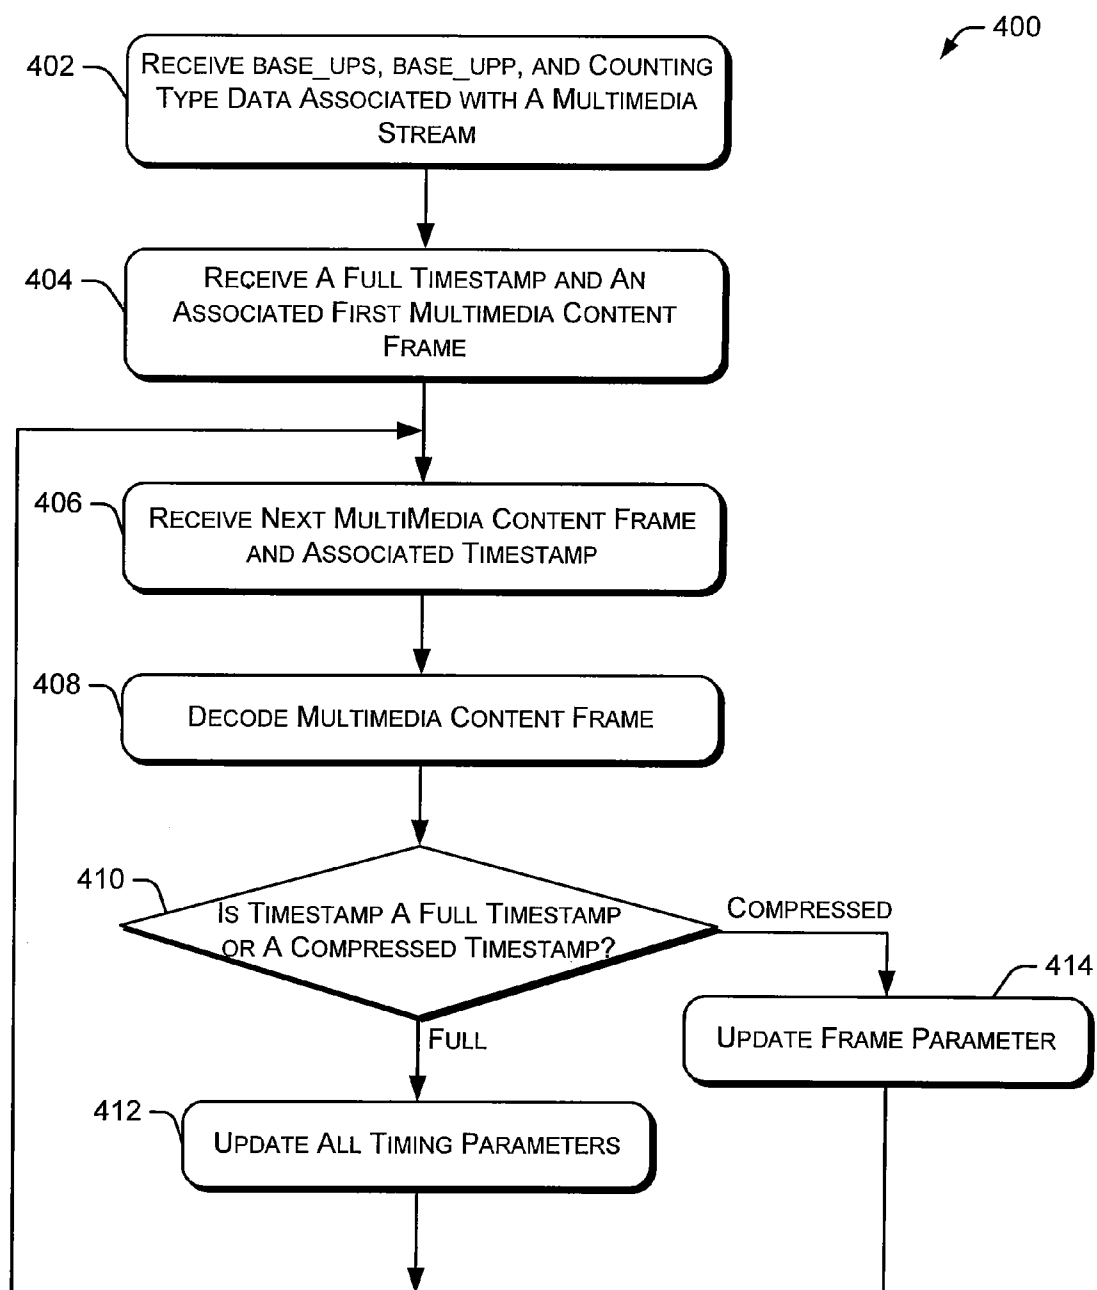 400
402
RECEIVE BASE_UPS, BASE_UPP, AND COUNTING
TYPE DATA ASSOCIATED WITH A MULTIMEDIA
STREAM
404
RECEIVE A FULL TIMESTAMP AND AN
ASSOCIATED FIRST MULTIMEDIA CONTENT
FRAME
406
RECEIVE NEXT MULTIMEDIA CONTENT FRAME
AND ASSOCIATED TIMESTAMP
408
DECODE MULTIMEDIA CONTENT FRAME
410
IS TIMESTAMP A FULL TIMESTAMP
OR A COMPRESSED TIMESTAMP?
COMPRESSED
414
UPDATE FRAME PARAMETER
FULL
412
UPDATE ALL TIMING PARAMETERS